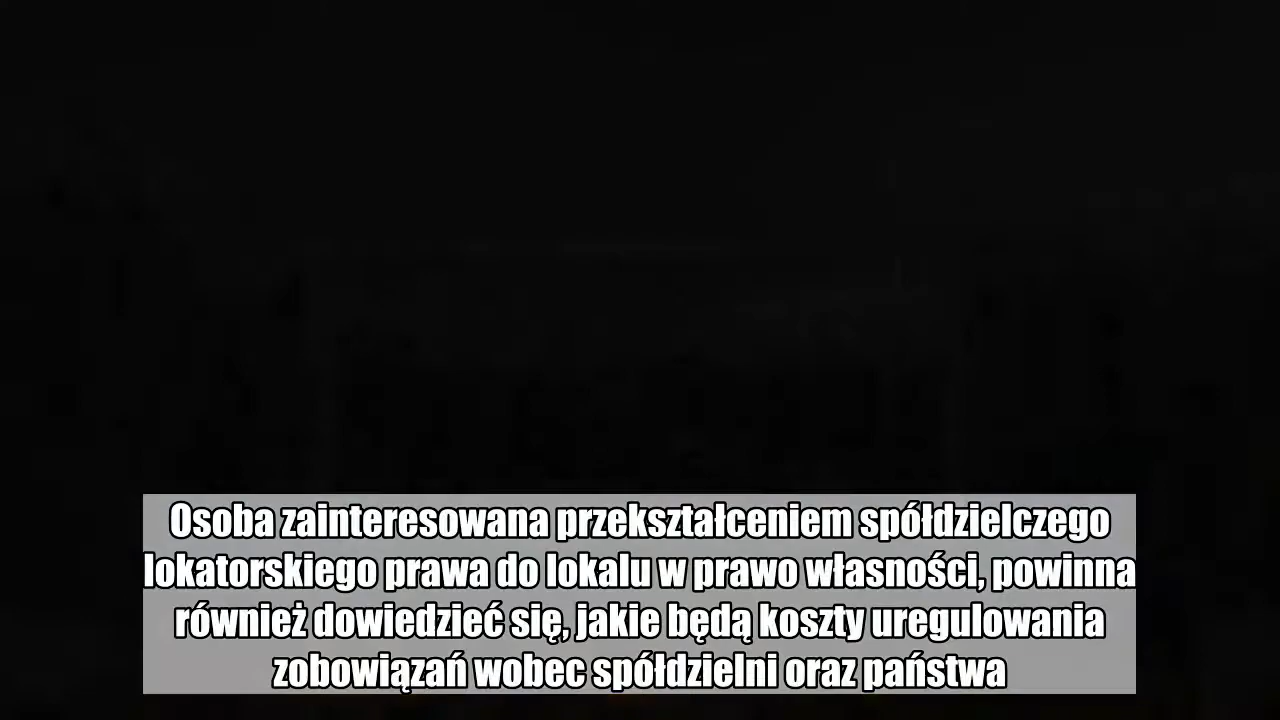 Osoba zainteresowana przekształceniem spółdzielczego
lokatorskiego prawa do lokalu w prawo własności, powinna
również dowiedzieć się, jakie będą koszty uregulowania
zobowiązań wobec spółdzielni oraz państwa